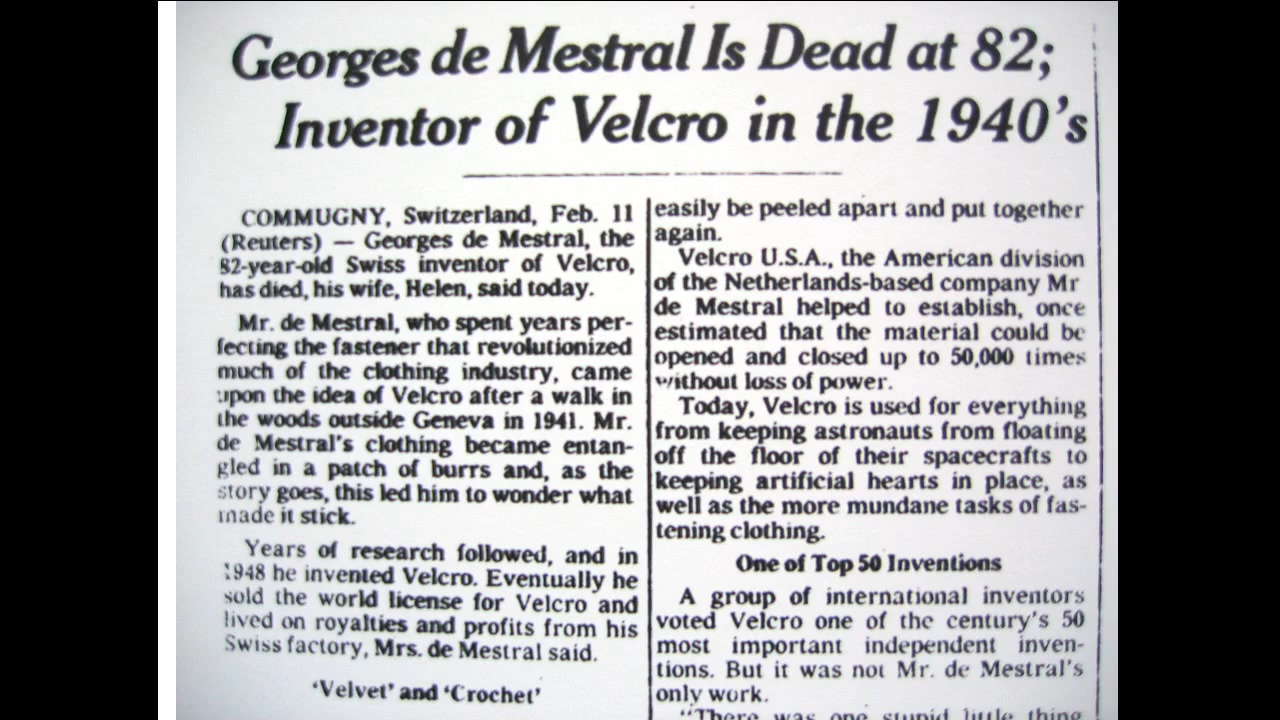 Georges de Mestral Is Dead at 82;
Inventor of Velcro in the 1940's
COMMUGNY, Switzerland, Feb. 11
(Reuters) — Georges de Mestral, the
82-year-old Swiss inventor of Velcro,
has died, his wife, Helen, said today.
Mr. de Mestral, who spent years per-
fecting the fastener that revolutionized
much of the clothing industry, came
upon the idea of Velcro after a walk in
the woods outside Geneva in 1941. Mr.
de Mestral's clothing became entan-
gled in a patch of burrs and, as the
story goes, this led him to wonder what
made it stick.
Years of research followed, and in
1948 he invented Velcro. Eventually he
sold the world license for Velcro and
lived on royalties and profits from his
Swiss factory, Mrs. de Mestral said.
'Velvet' and 'Crochet'
easily be peeled apart and put together
again.
Velcro U.S.A., the American division
of the Netherlands-based company Mr
de Mestral helped to establish, once
estimated that the material could be
opened and closed up to 50,000 times
without loss of power.
Today, Velcro is used for everything
from keeping astronauts from floating
off the floor of their spacecrafts to
keeping artificial hearts in place, as
well as the more mundane tasks of fas-
tening clothing.
One of Top 50 Inventions
A group of international inventors
voted Velcro one of the century's 50
most important independent inven-
tions. But it was not Mr. de Mestral's
only work.
"There was one stupid little thing